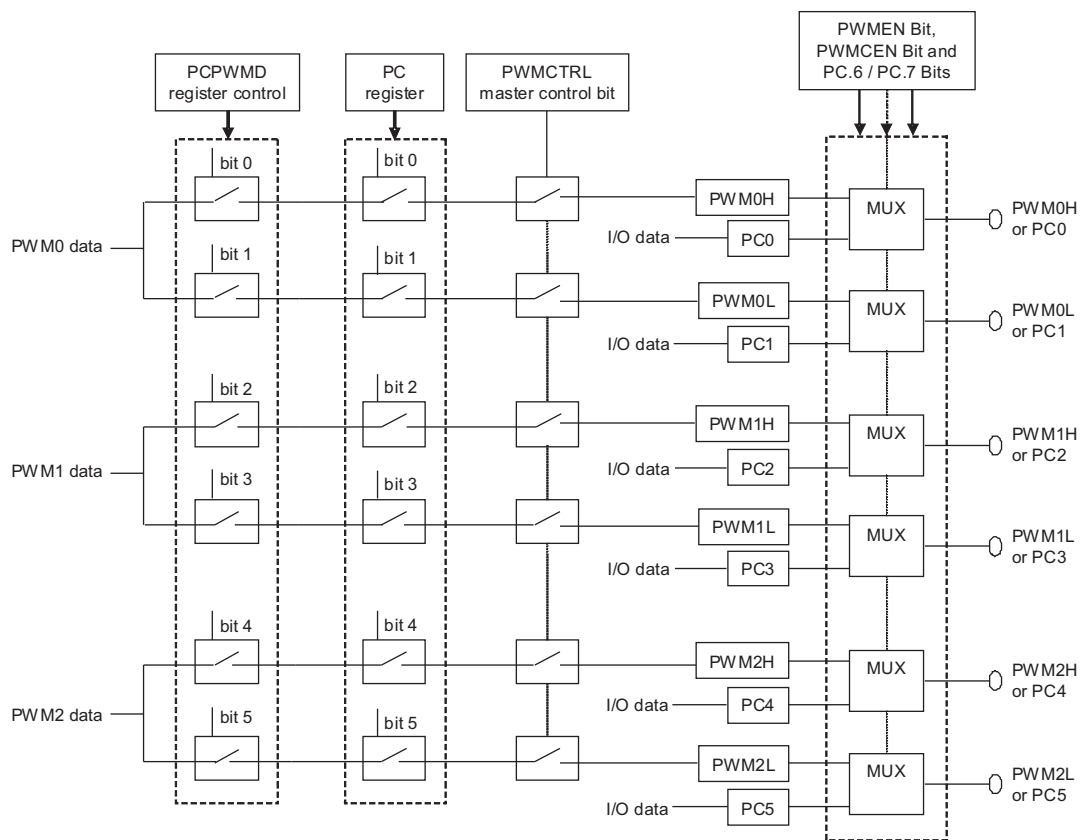 PWMEN Bit,
PWMCEN Bit and
PC.6 / PC.7 Bits
PCPWMD
register control
PC
register
PWMCTRL
master control bit
bit 0
bit 0
PWM0H
MUX
PWM0H
or PC0
I/O data
PC0
PWM0 data
bit 1
bit 1
PWM0L
MUX
PWM0L
or PC1
I/O data
PC1
bit 2
bit 2
PWM1H
MUX
PWM1H
or PC2
I/O data
PC2
PWM1 data
bit 3
bit 3
PWM1L
MUX
PWM1L
or PC3
I/O data
PC3
bit 4
bit 4
PWM2H
MUX
PWM2H
or PC4
I/O data
PC4
PWM2 data
bit 5
bit 5
PWM2L
MUX
PWM2L
or PC5
I/O data
PC5